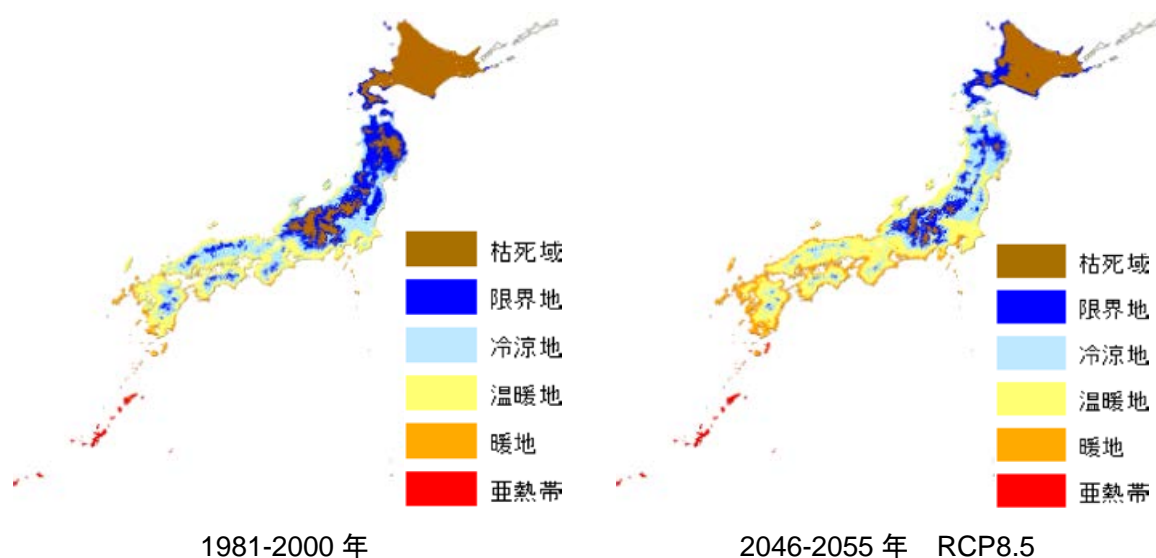 枯死域
限界地
冷涼地
温暖地
暖地
亜熱帯
1981-2000 年
枯死域
限界地
冷涼地
温暖地
暖地
亜熱帯
2046-2055 年 RCP8.5